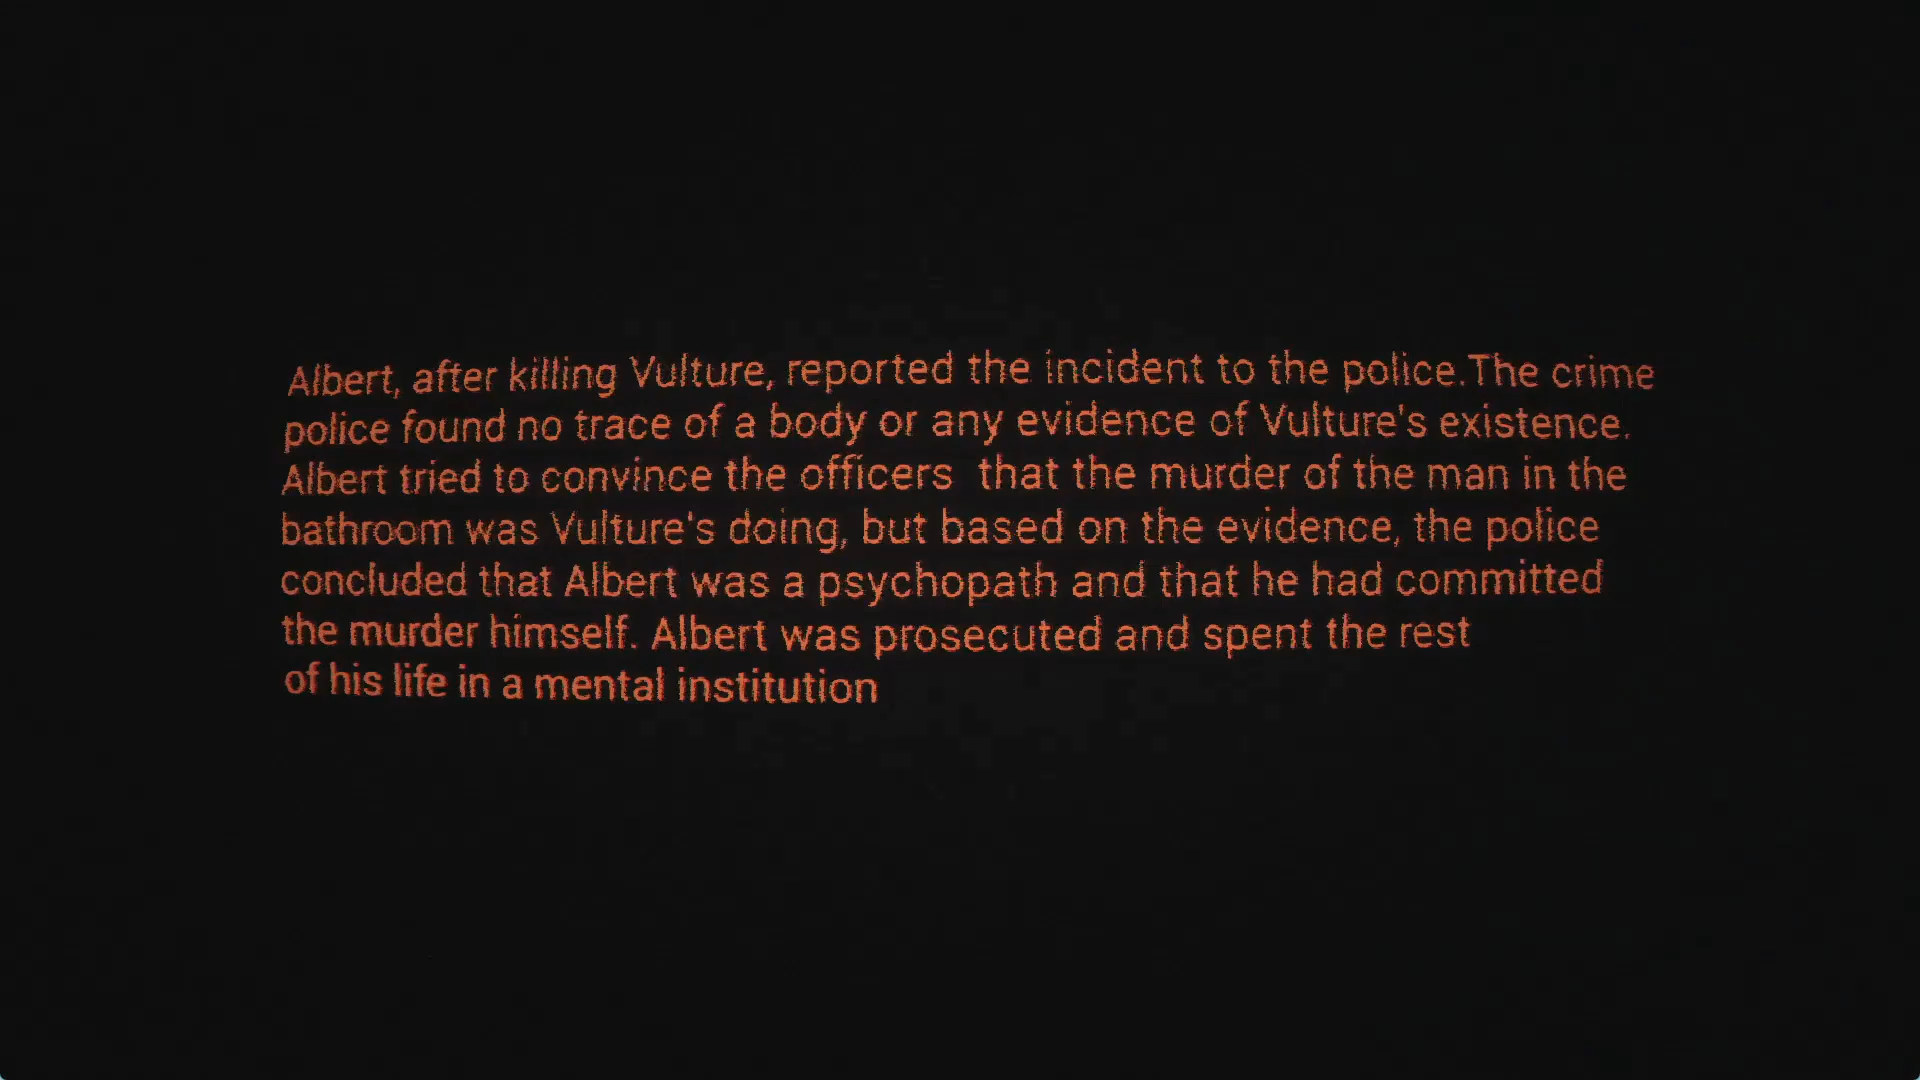 Albert, after killing Vulture, reported the incident to the police.The crime
police found no trace of a body or any evidence of Vulture's existence.
Albert tried to convince the officers  that the murder of the man in the
bathroom was Vulture's doing, but based on the evidence, the police
concluded that Albert was a psychopath and that he had committed
the murder himself. Albert was prosecuted and spent the rest
of his life in a mental institution